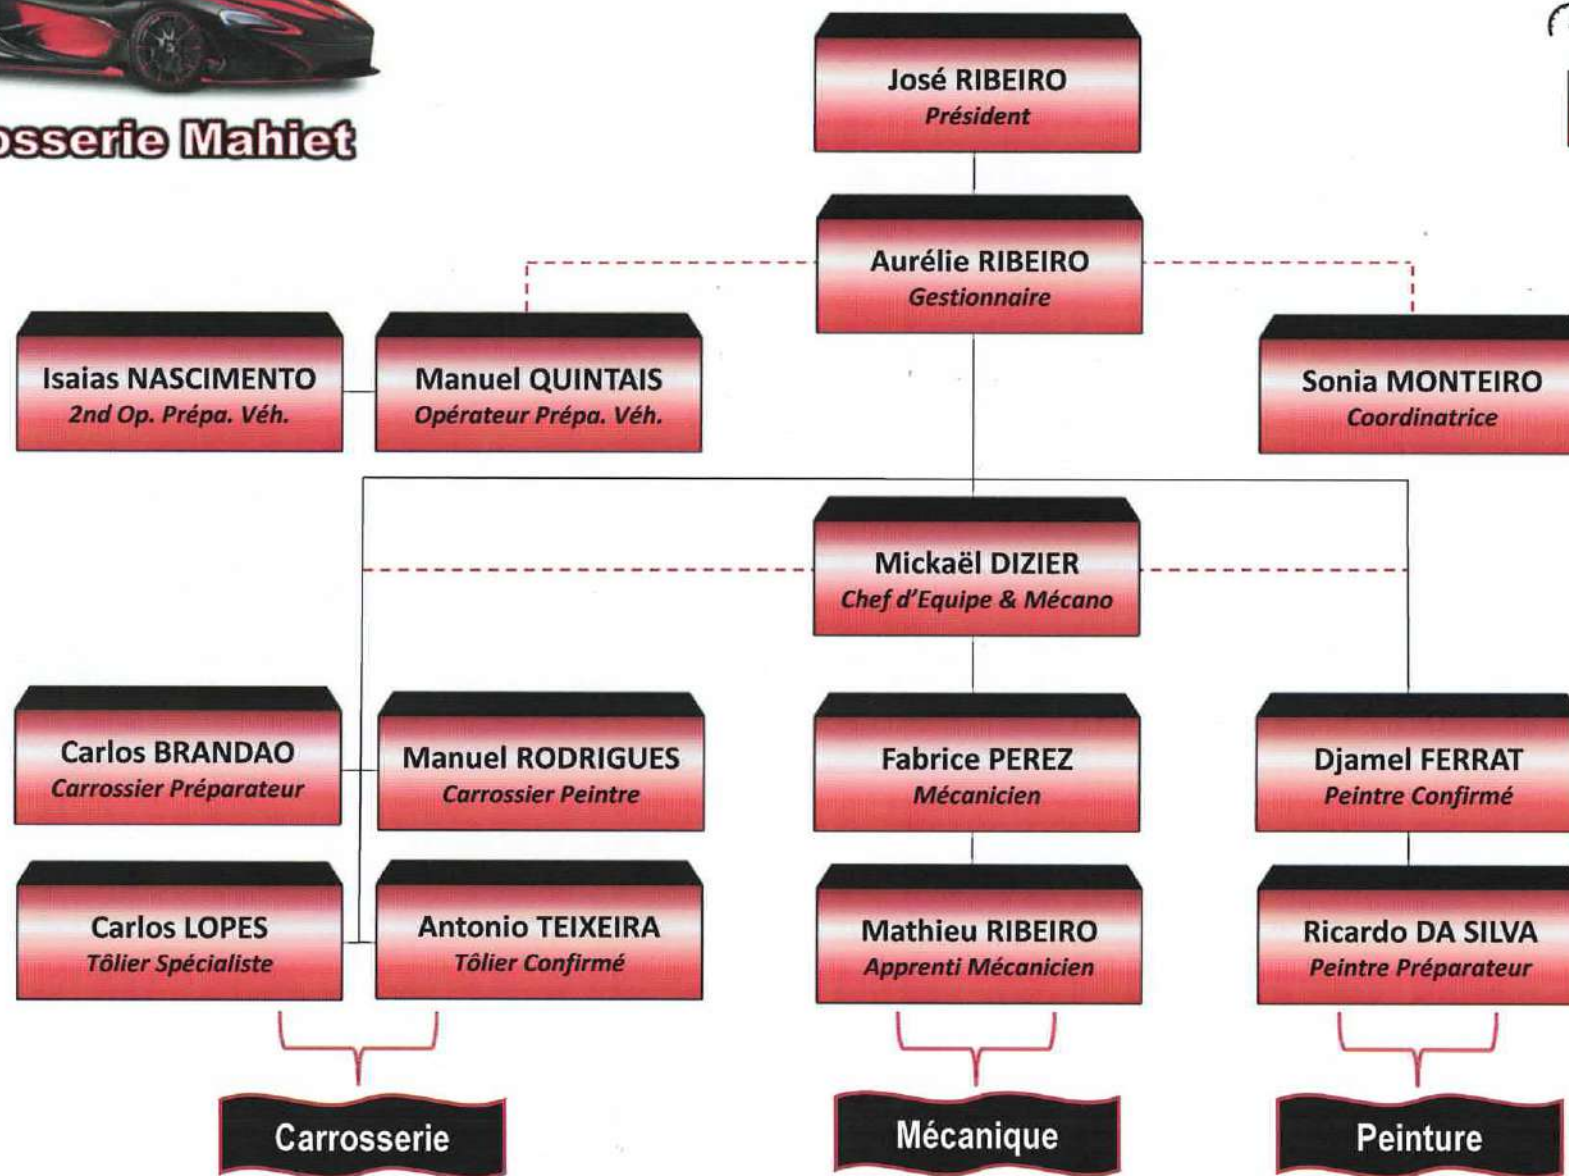 osserie Mahiet
José RIBEIRO
Président
Aurélie RIBEIRO
Gestionnaire
Isaias NASCIMENTO
2nd Op. Prépa. Véh.
Manuel QUINTAIS
Opérateur Prépa. Véh.
Sonia MONTEIRO
Coordinatrice
Mickaël DIZIER
Chef d'Equipe & Mécano
Carlos BRANDAO
Carrossier Préparateur
Manuel RODRIGUES
Carrossier Peintre
Fabrice PEREZ
Mécanicien
Djamel FERRAT
Peintre Confirmé
Carlos LOPES
Tôlier Spécialiste
Antonio TEIXEIRA
Tôlier Confirmé
Mathieu RIBEIRO
Apprenti Mécanicien
Ricardo DA SILVA
Peintre Préparateur
Carrosserie
Mécanique
Peinture